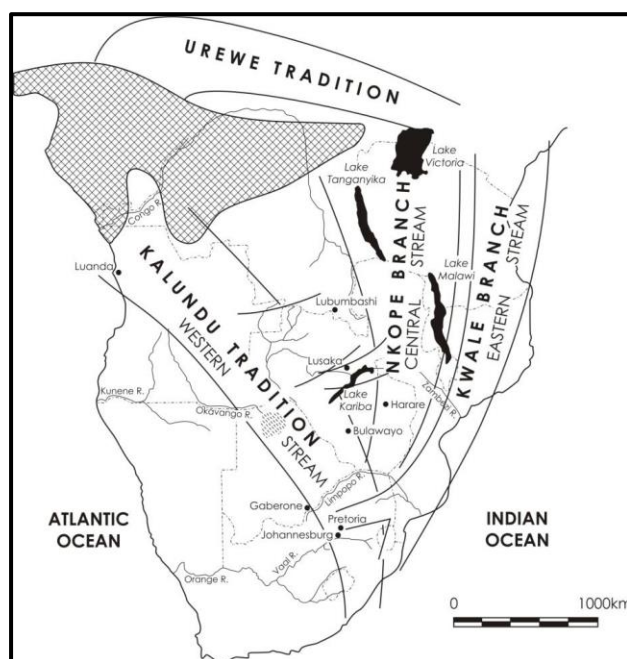 UREWE TRADITION
Lake
Victoria
Lake
Tanganyika
Congo R.
Luanda
KALUNDU TRADITION
WESTERN
STREAM
NKOPE BRANCH
CENTRAL
STREAM
Lake
Malawi
KWALE BRANCH
EASTERN
STREAM
Lubumbashi
Lusaka
Lake
Kariba
Harare
Zambezi R.
Kunene R.
Okavango R.
Bulawayo
Limpopo R.
Gaberone
Pretoria
Johannesburg
ATLANTIC
OCEAN
INDIAN
OCEAN
Vaal R.
Orange R.
0
1000km